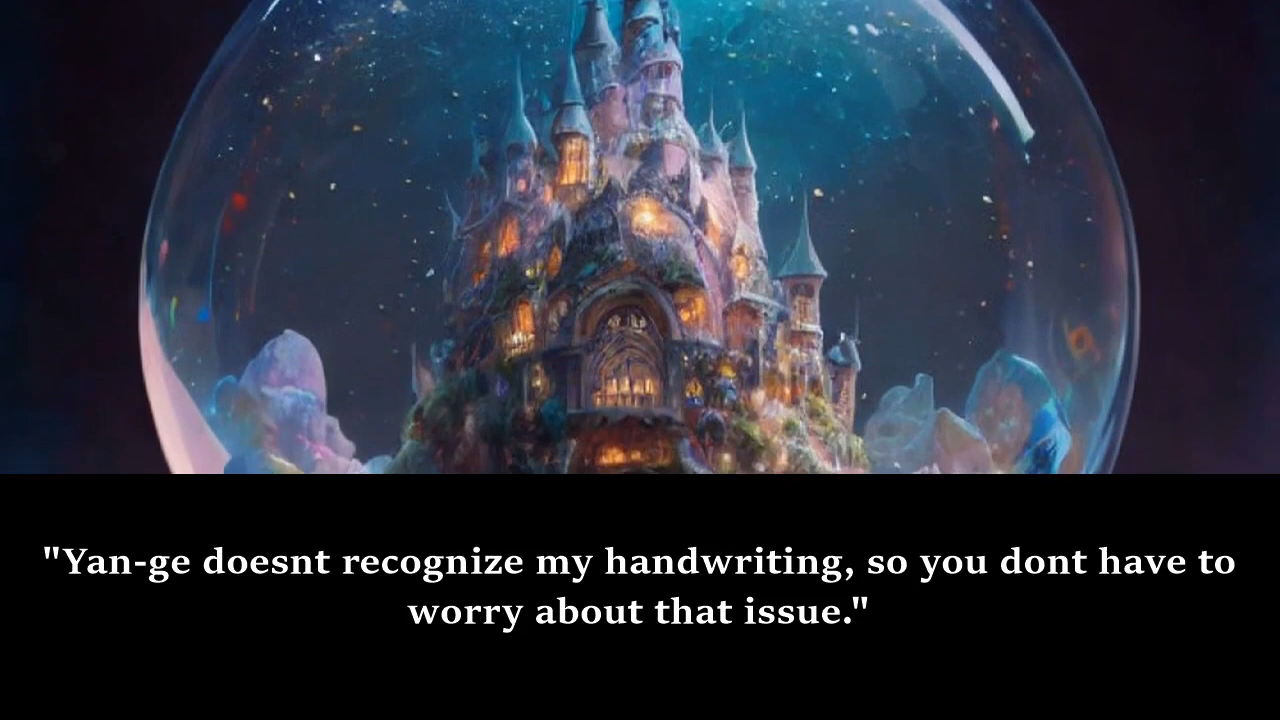 "Yan-ge doesnt recognize my handwriting, so you dont have to
worry about that issue."